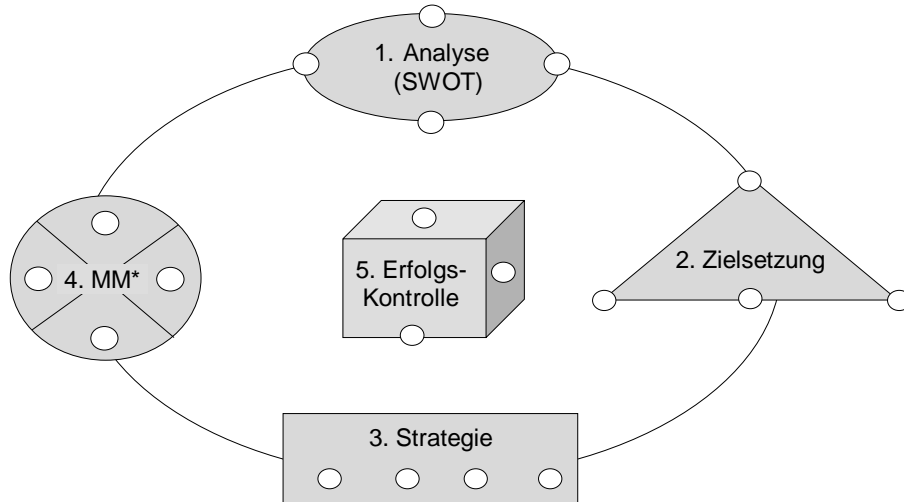 1. Analyse
(SWOT)
2. Zielsetzung
5. Erfolgs-
Kontrolle
4. MM*
3. Strategie